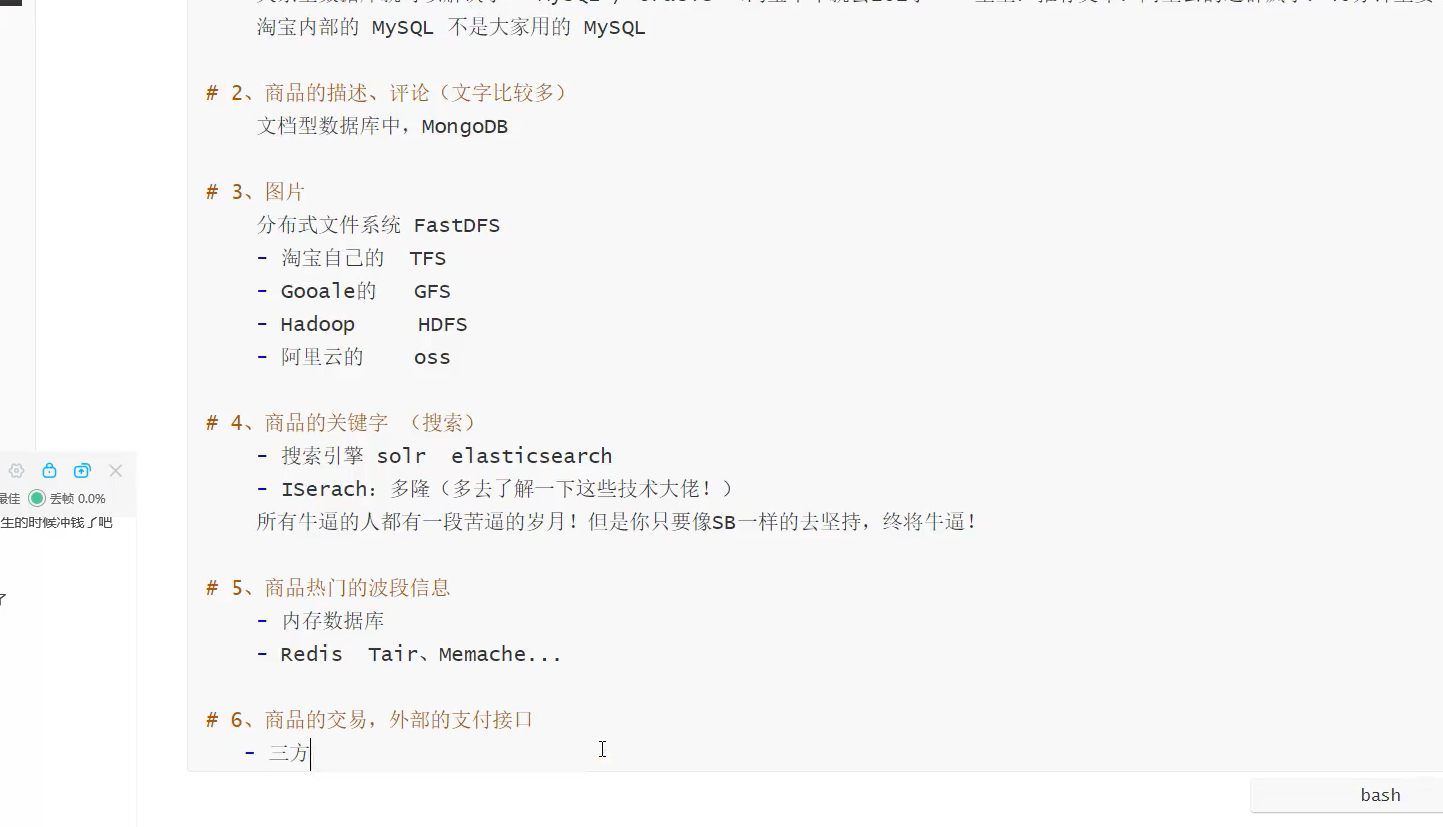 淘宝内部的 MySQL 不是大家用的 MySQL
# 2、商品的描述、评论（文字比较多）
文档型数据库中，MongoDB
# 3、图片
分布式文件系统 FastDFS
- 淘宝自己的 TFS
- Gooale的 GFS
- Hadoop HDFS
- 阿里云的 oss
# 4、商品的关键字 （搜索）
- 搜索引擎 solr elasticsearch
- ISerach：多隆（多去了解一下这些技术大佬！）
所有牛逼的人都有一段苦逼的岁月！但是你只要像SB一样的去坚持，终将牛逼！
# 5、商品热门的波段信息
- 内存数据库
- Redis Tair、Memache...
# 6、商品的交易，外部的支付接口
- 三方
最佳 丢帧 0.0%
生的时候冲钱了吧
了
bash